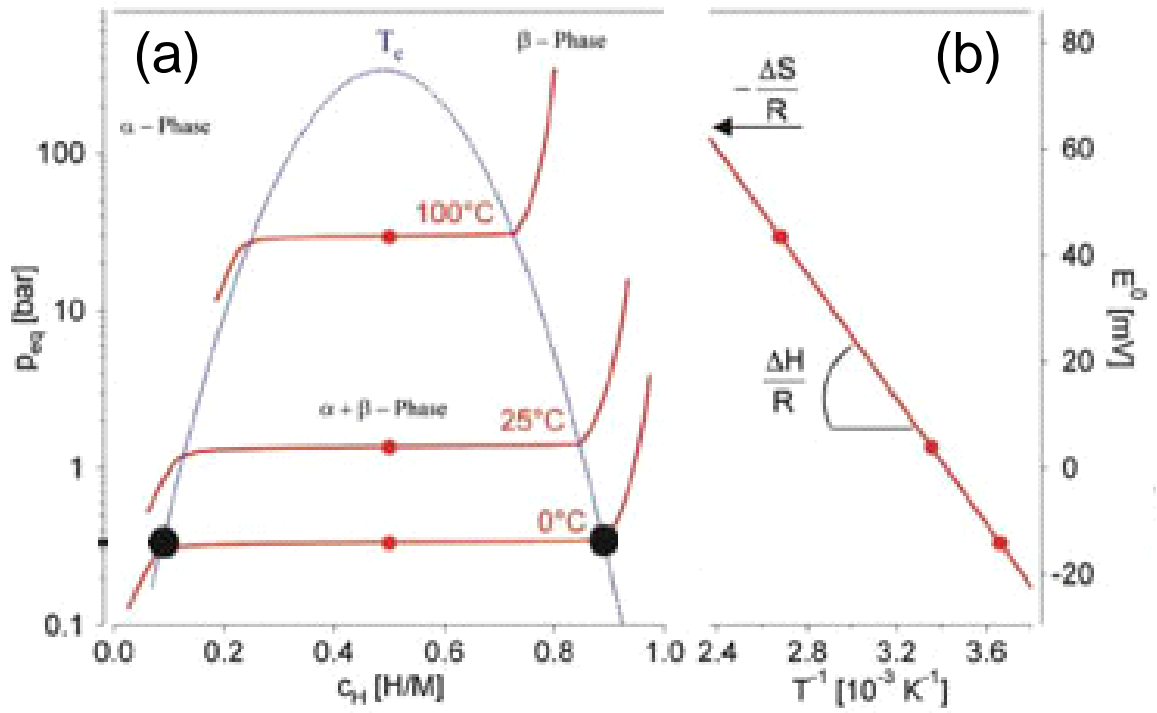 (a)
T_c
β – Phase
(b)
α – Phase
100
10
1
0.1
p_eq [bar]
100°C
α + β – Phase
25°C
0°C
0.0
0.2
0.4
0.6
0.8
1.0
c_H [H/M]
- ΔS
R
ΔH
R
80
60
40
20
0
-20
E⁰ [mV]
2.4
2.8
3.2
3.6
T⁻¹ [10⁻³ K⁻¹]